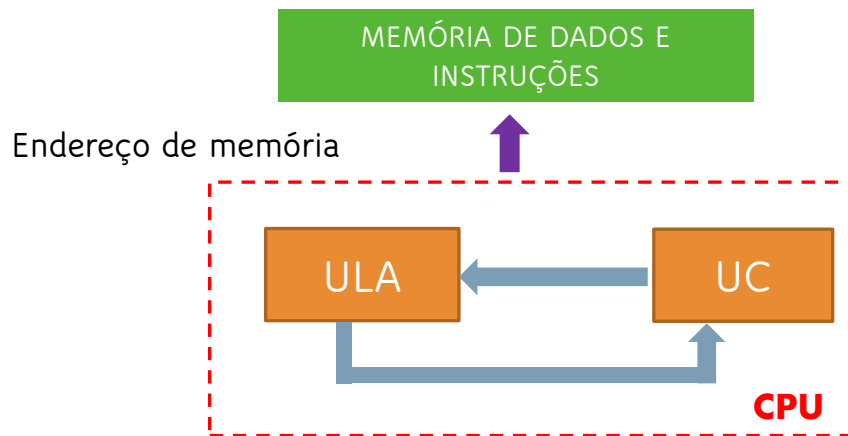 MEMÓRIA DE DADOS E
INSTRUÇÕES
Endereço de memória
ULA
UC
CPU